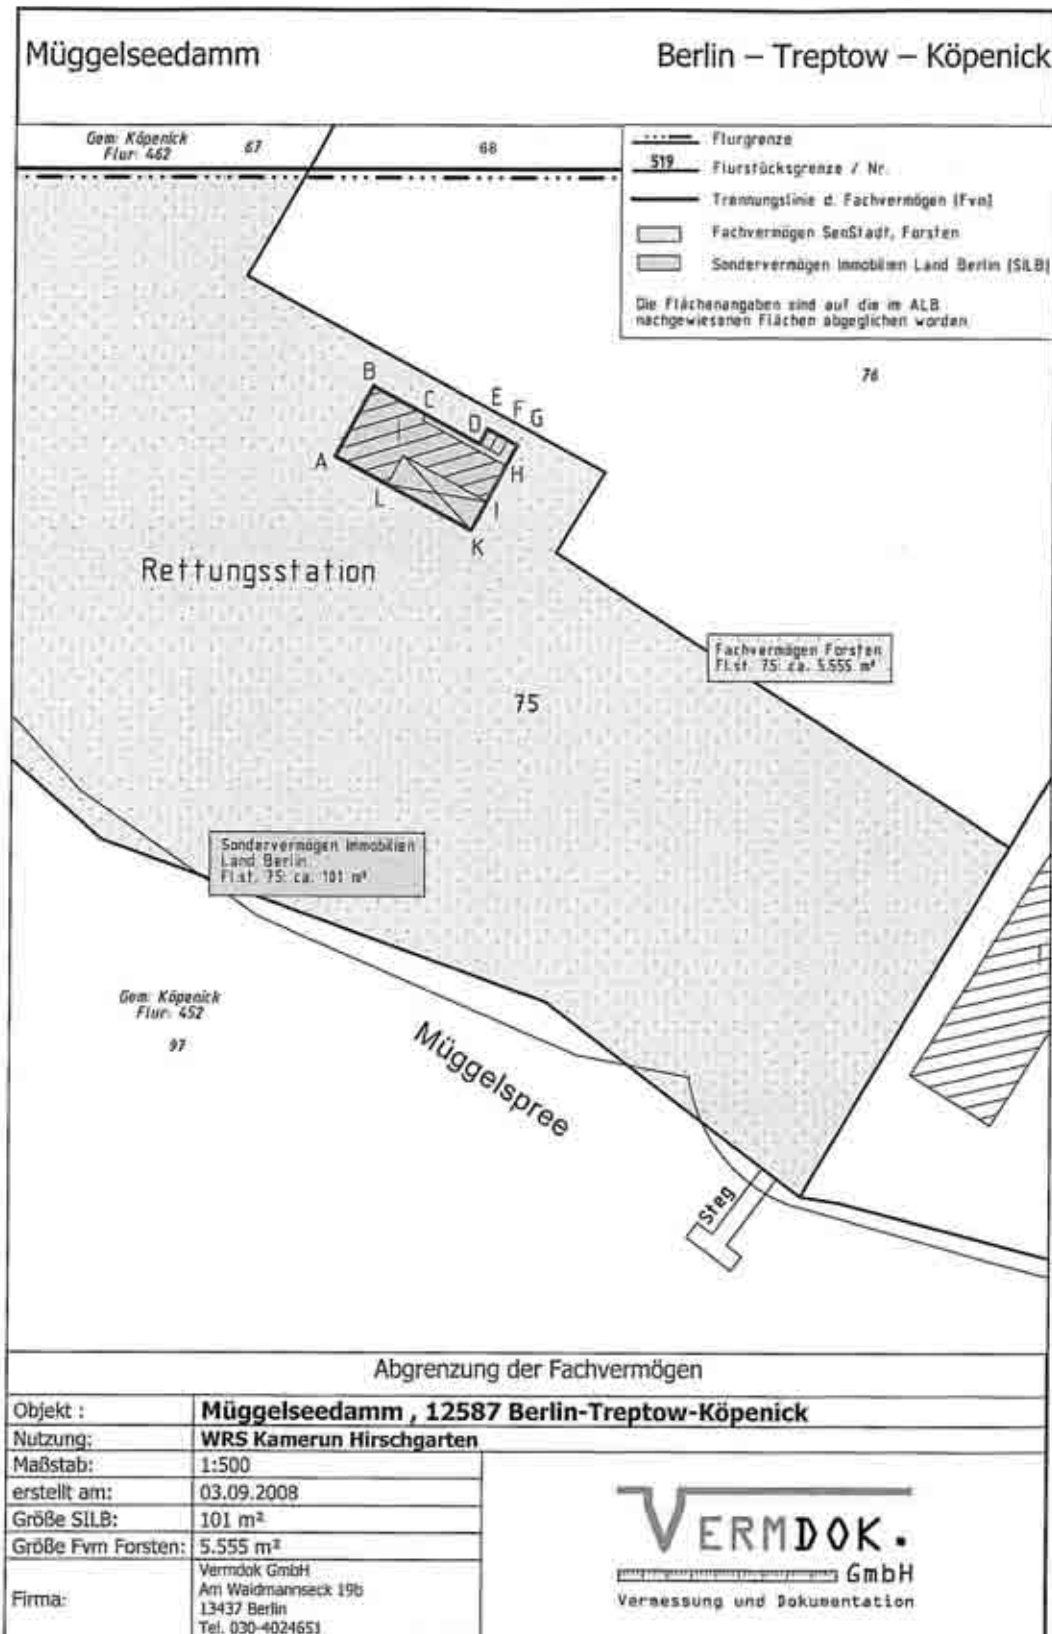 Müggelseedamm
Berlin – Treptow – Köpenick
Gem: Köpenick
Flur: 462
67
68
Flurgrenze
519
Flurstücksgrenze / Nr.
Trennungslinie d. Fachvermögen (Fvm)
Fachvermögen SenStadt, Forsten
Sondervermögen Immobilien Land Berlin (SILB)
Die Flächenangaben sind auf die im ALB
nachgewiesenen Flächen abgeglichen worden.
76
B
C
E
F
G
D
A
H
L
I
K
Rettungsstation
Fachvermögen Forsten
Fl.st. 75: ca. 5.555 m²
75
Sondervermögen Immobilien
Land Berlin
Fl.st. 75: ca. 101 m²
Gem: Köpenick
Flur: 452
97
Müggelspree
Steg
Abgrenzung der Fachvermögen
Objekt :
Müggelseedamm , 12587 Berlin-Treptow-Köpenick
Nutzung:
WRS Kamerun Hirschgarten
Maßstab:
1:500
erstellt am:
03.09.2008
Größe SILB:
101 m²
Größe Fvm Forsten:
5.555 m²
Firma:
Vermdok GmbH
Am Waidmannseck 19b
13437 Berlin
Tel. 030-4024651
VERMDOK.
GmbH
Vermessung und Dokumentation